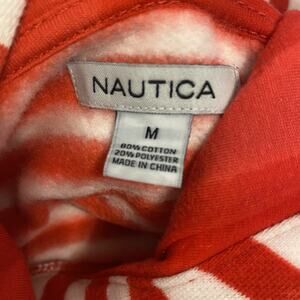 NAUTICA
M
80% COTTON
20% POLYESTER
MADE IN CHINA